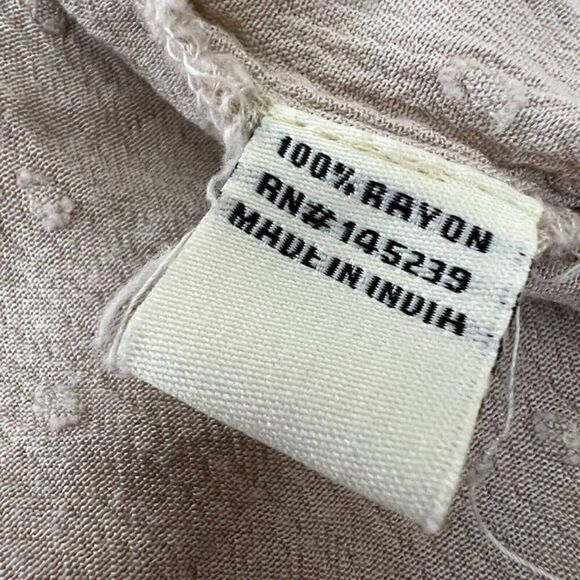 100% RAYON
RN# 145239
MADE IN INDIA